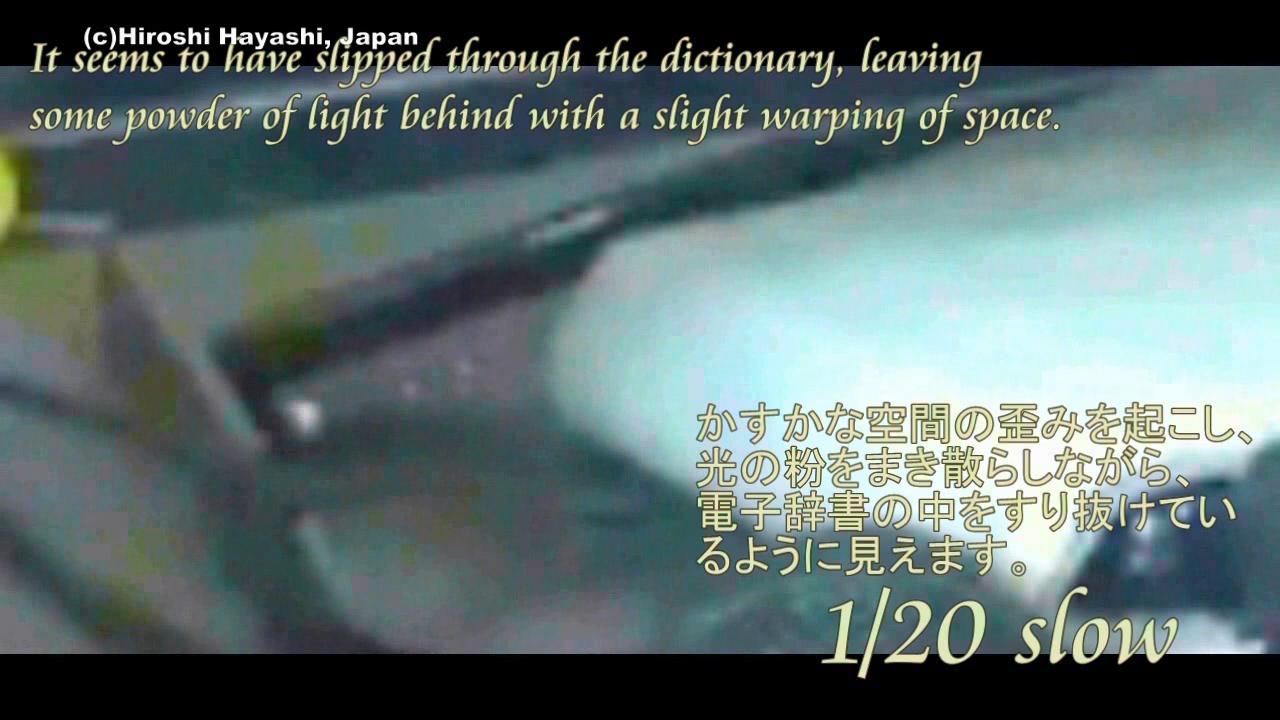 (c)Hiroshi Hayashi, Japan
It seems to have slipped through the dictionary, leaving
some powder of light behind with a slight warping of space.
かすかな空間の歪みを起こし、
光の粉をまき散らしながら、
電子辞書の中をすり抜けてい
るように見えます。
1/20 slow